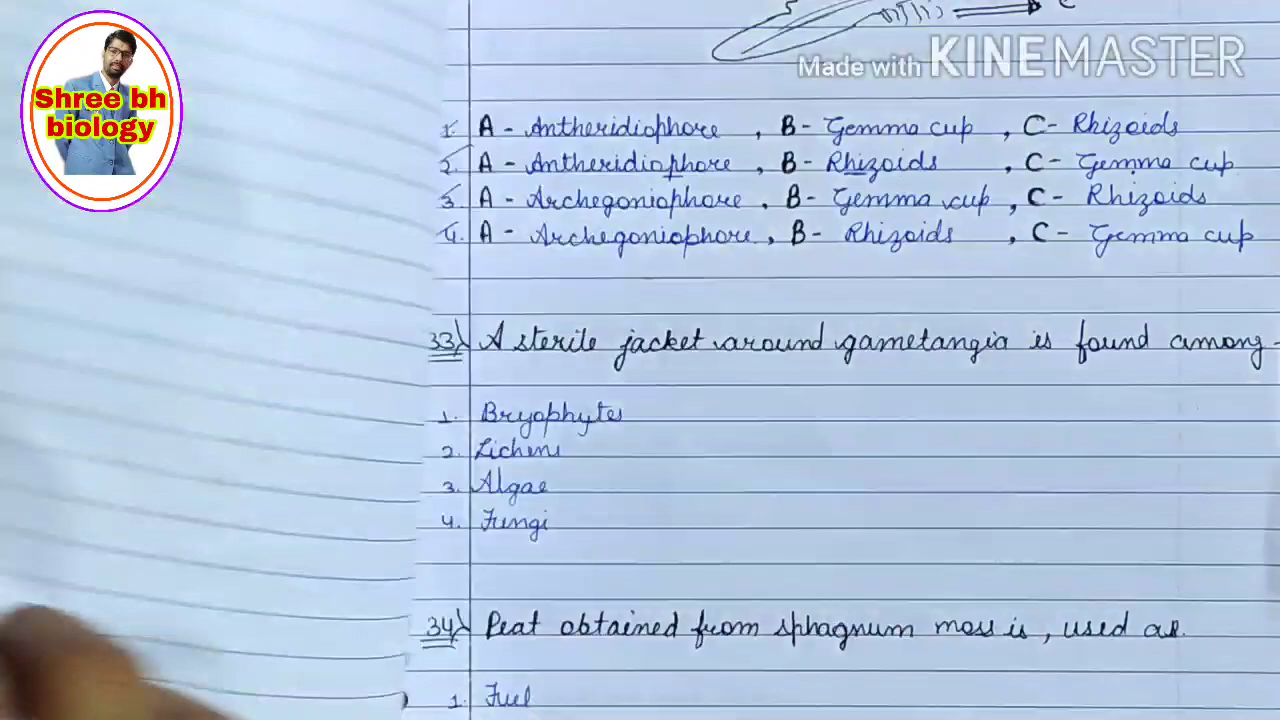 C
Made with KINEMASTER
Shree bh
biology
1. A - Antheridiophore , B - Gemma cup , C - Rhizoids
2. A - Antheridiophore , B - Rhizoids , C - Gemma cup
3. A - Archegoniophore , B - Gemma cup , C - Rhizoids
4. A - Archegoniophore , B - Rhizoids , C - Gemma cup
33) A sterile jacket around gametangia is found among -
1. Bryophytes
2. Lichens
3. Algae
4. Fungi
34) Peat obtained from sphagnum moss is, used as.
1. Fuel